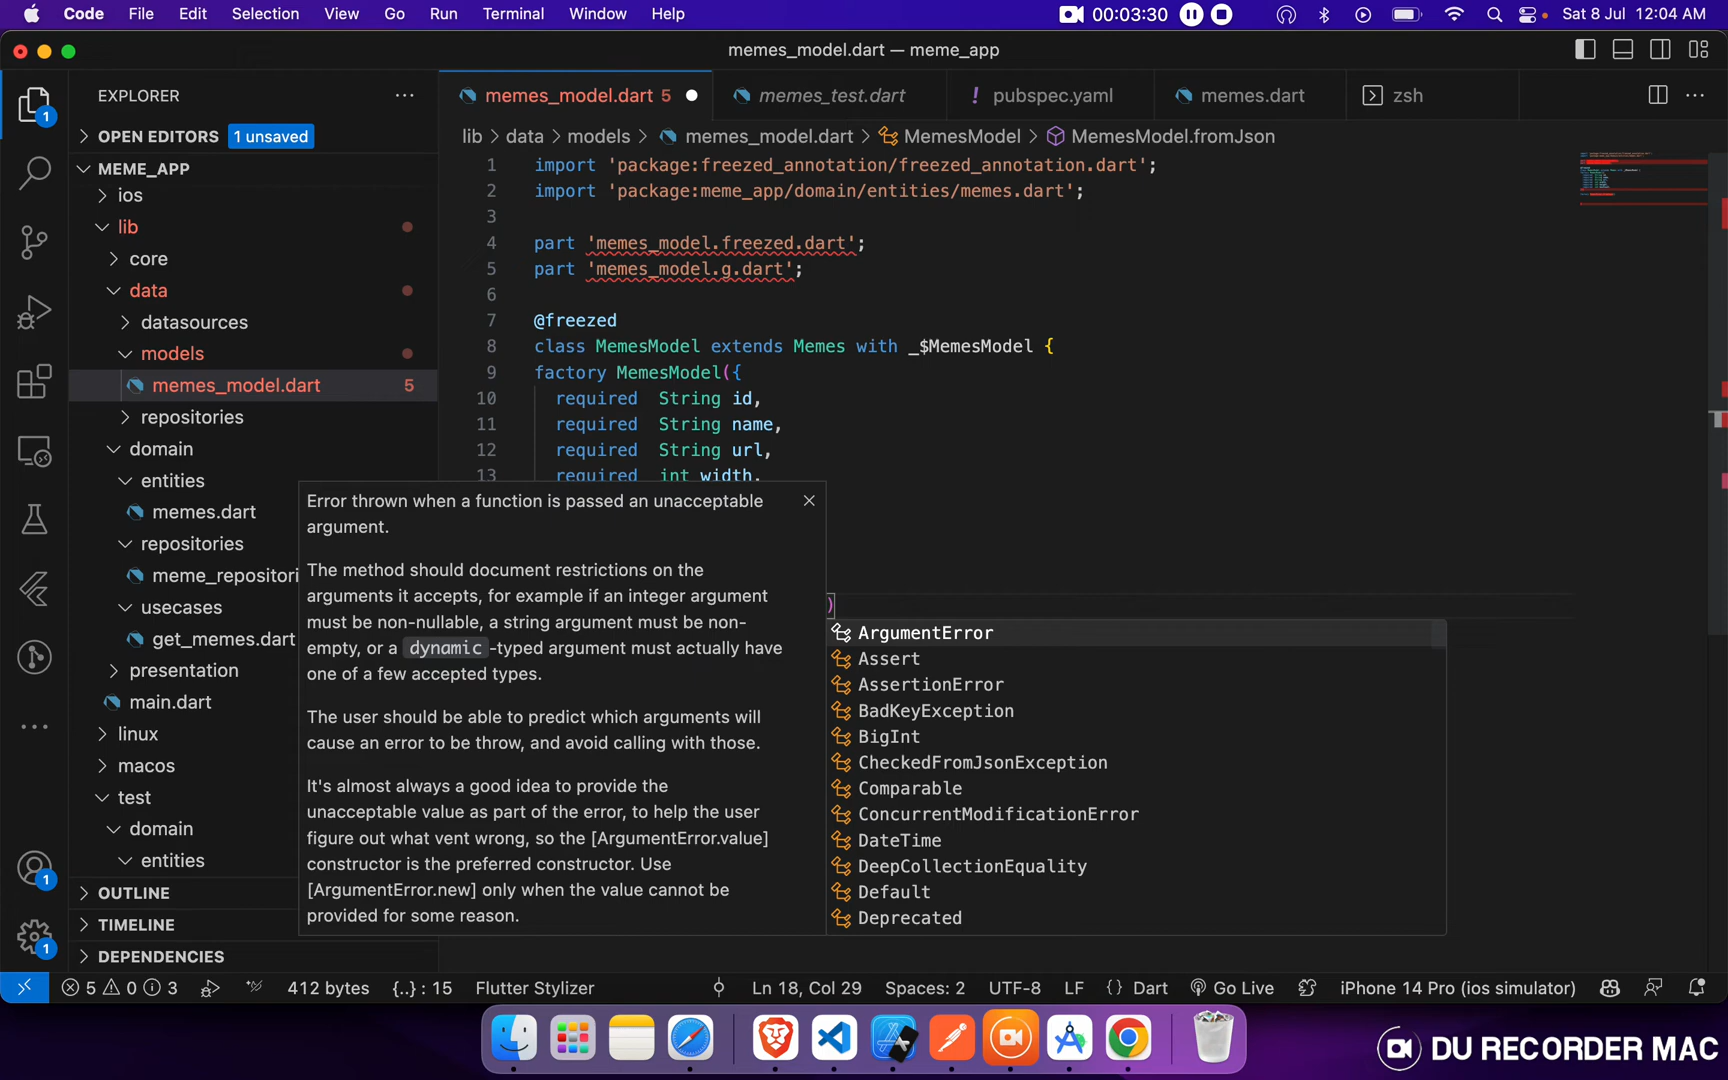 Code File Edit Selection View Go Run Terminal Window Help 00:03:30 Sat 8 Jul 12:04 AM
memes_model.dart — meme_app
EXPLORER
OPEN EDITORS 1 unsaved
MEME_APP
ios
lib
core
data
datasources
models
memes_model.dart 5
repositories
domain
entities
memes.dart
repositories
meme_repositori
usecases
get_memes.dart
presentation
main.dart
linux
macos
test
domain
entities
OUTLINE
TIMELINE
DEPENDENCIES
1
1
1
memes_model.dart 5 memes_test.dart ! pubspec.yaml memes.dart zsh
lib > data > models > memes_model.dart > MemesModel > MemesModel.fromJson
1 import 'package:freezed_annotation/freezed_annotation.dart';
2 import 'package:meme_app/domain/entities/memes.dart';
3
4 part 'memes_model.freezed.dart';
5 part 'memes_model.g.dart';
6
7 @freezed
8 class MemesModel extends Memes with _$MemesModel {
9 factory MemesModel({
10 required String id,
11 required String name,
12 required String url,
13 required int width,
)
Error thrown when a function is passed an unacceptable
argument.
The method should document restrictions on the
arguments it accepts, for example if an integer argument
must be non-nullable, a string argument must be non-
empty, or a dynamic -typed argument must actually have
one of a few accepted types.
The user should be able to predict which arguments will
cause an error to be throw, and avoid calling with those.
It's almost always a good idea to provide the
unacceptable value as part of the error, to help the user
figure out what vent wrong, so the [ArgumentError.value]
constructor is the preferred constructor. Use
[ArgumentError.new] only when the value cannot be
provided for some reason.
ArgumentError
Assert
AssertionError
BadKeyException
BigInt
CheckedFromJsonException
Comparable
ConcurrentModificationError
DateTime
DeepCollectionEquality
Default
Deprecated
5 0 3 412 bytes {..} : 15 Flutter Stylizer Ln 18, Col 29 Spaces: 2 UTF-8 LF {} Dart Go Live iPhone 14 Pro (ios simulator)
DU RECORDER MAC